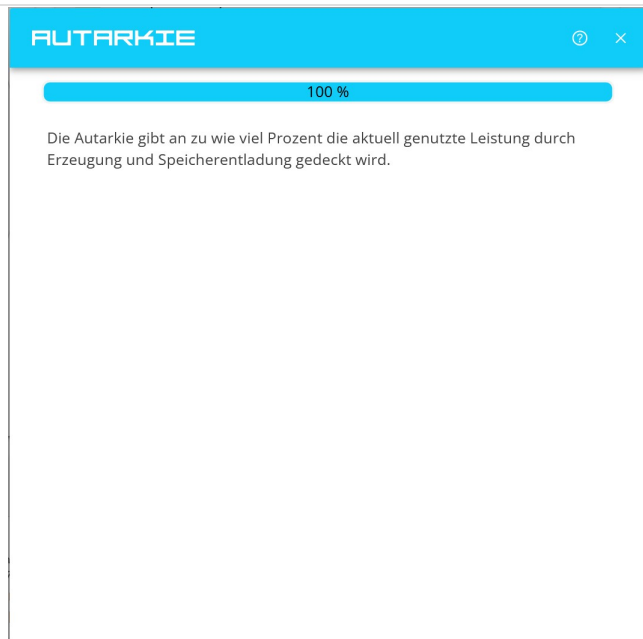 AUTARKIE
100 %
Die Autarkie gibt an zu wie viel Prozent die aktuell genutzte Leistung durch
Erzeugung und Speicherentladung gedeckt wird.